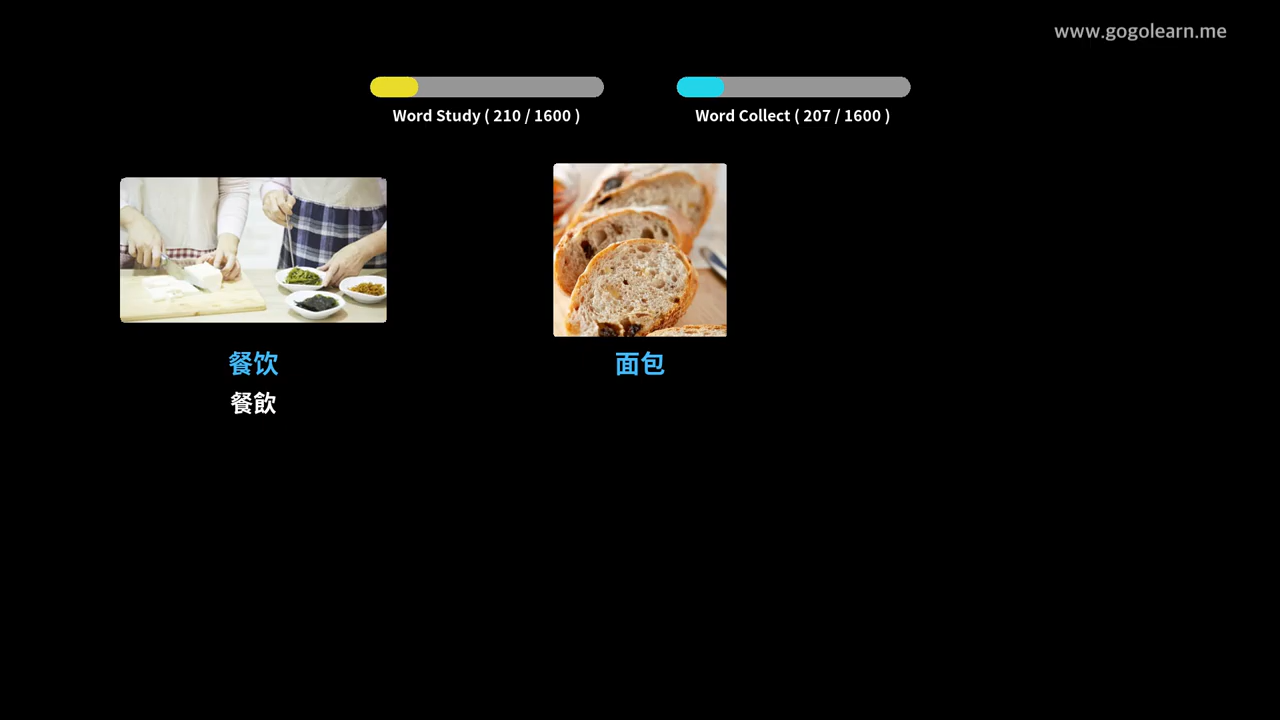 www.gogolearn.me
Word Study ( 210 / 1600 )
Word Collect ( 207 / 1600 )
餐饮
餐飲
面包